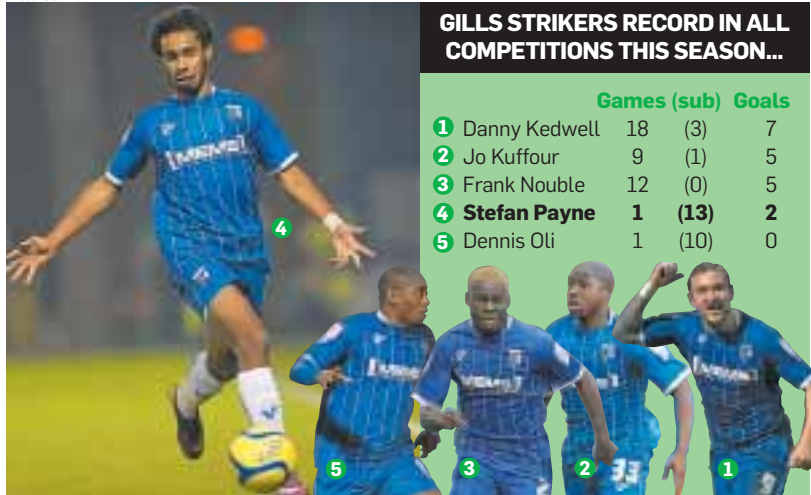 GILLS STRIKERS RECORD IN ALL
COMPETITIONS THIS SEASON...
Games (sub) Goals
1 Danny Kedwell 18 (3) 7
2 Jo Kuffour 9 (1) 5
3 Frank Nouble 12 (0) 5
4 Stefan Payne 1 (13) 2
5 Dennis Oli 1 (10) 0
4
5
3
2
1
[MEMS]
33